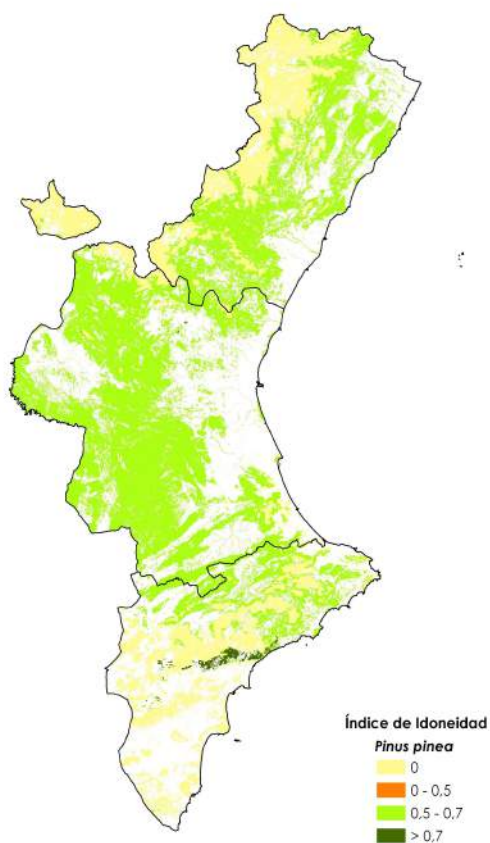 Índice de Idoneidad
Pinus pinea
0
0 - 0,5
0,5 - 0,7
> 0,7